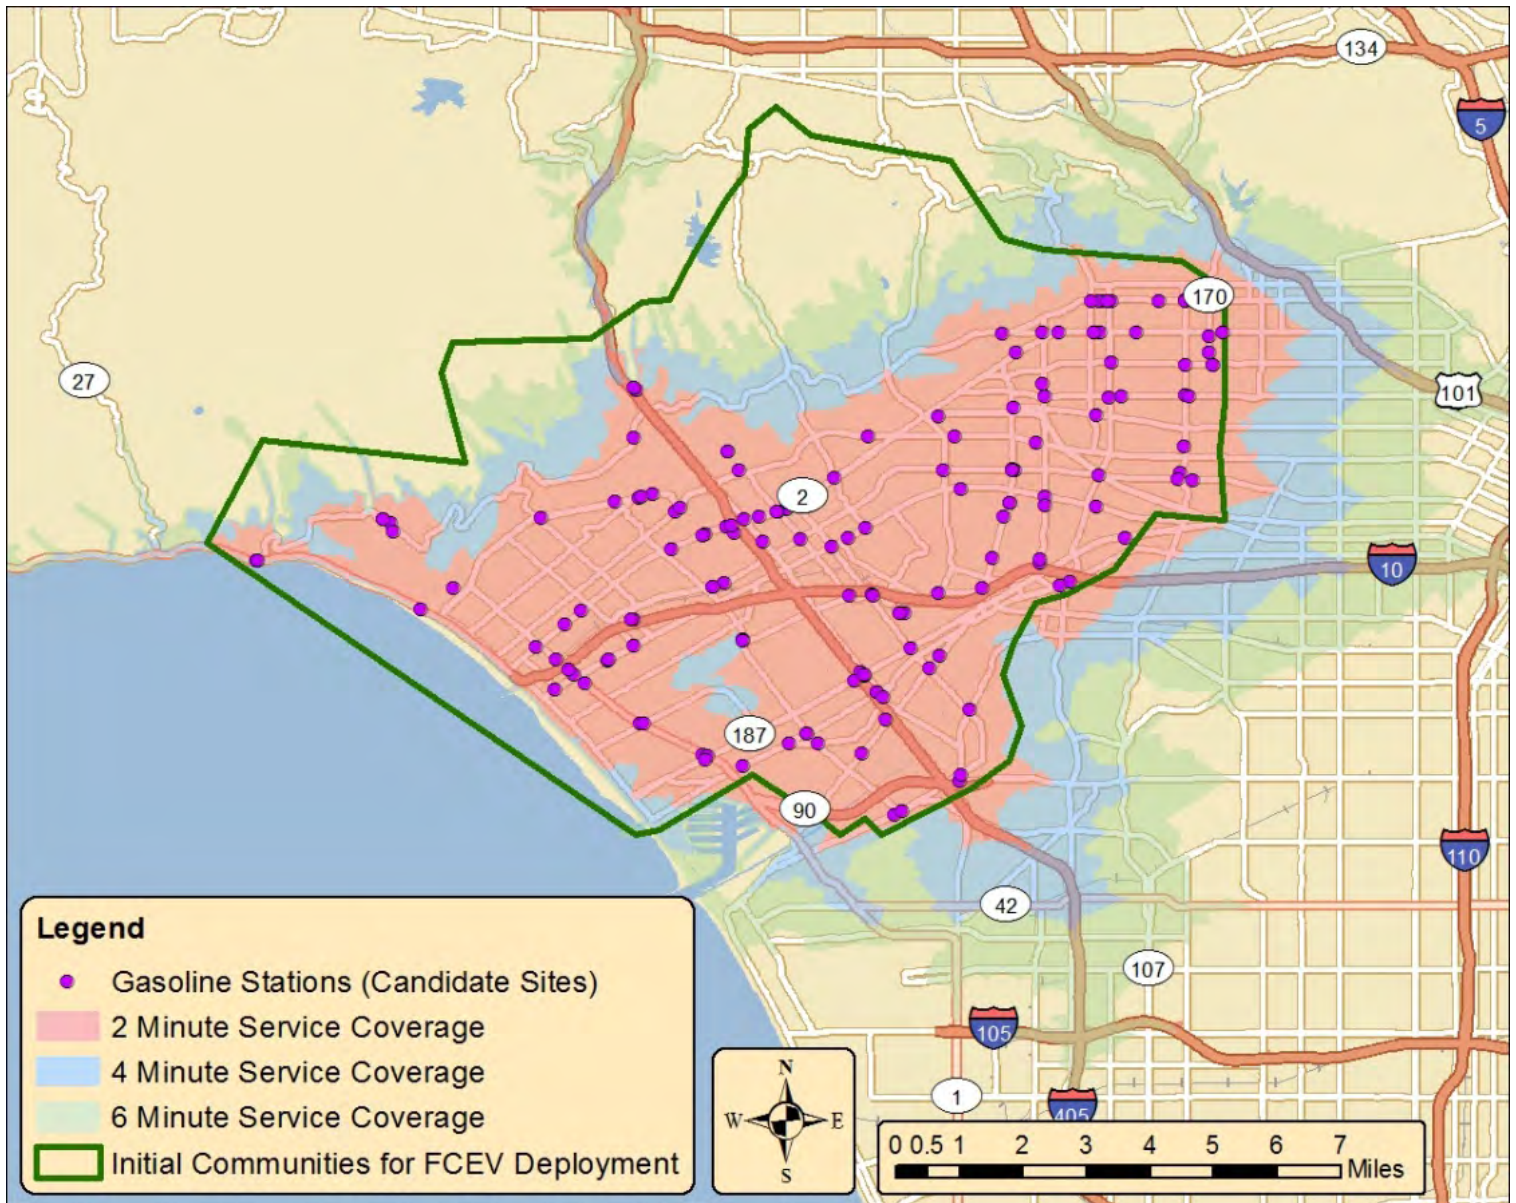 134
5
170
27
101
2
10
187
90
110
42
107
105
1
405
Legend
Gasoline Stations (Candidate Sites)
2 Minute Service Coverage
4 Minute Service Coverage
6 Minute Service Coverage
Initial Communities for FCEV Deployment
N
W E
S
0 0.5 1 2 3 4 5 6 7
Miles